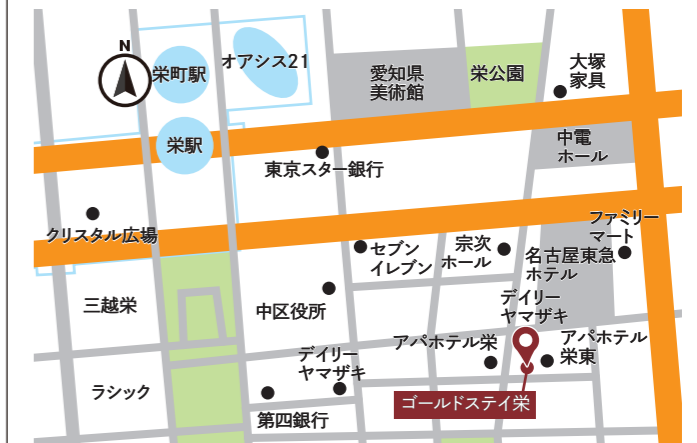 N
栄町駅
オアシス21
愛知県
美術館
栄公園
大塚
家具
栄駅
東京スター銀行
中電
ホール
クリスタル広場
セブン
イレブン
宗次
ホール
ファミリー
マート
名古屋東急
ホテル
三越栄
中区役所
デイリー
ヤマザキ
アパホテル栄
アパホテル
栄東
デイリー
ヤマザキ
ラシック
第四銀行
ゴールドステイ栄